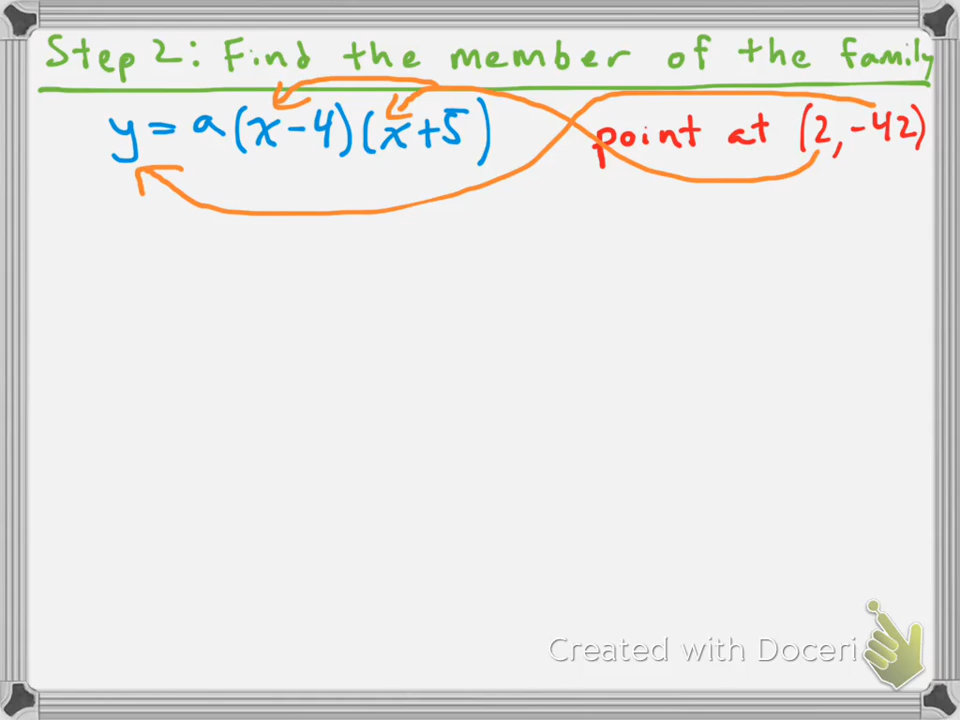 Step 2: Find the member of the family
y = a(x-4)(x+5) point at (2,-42)
Created with Doceri